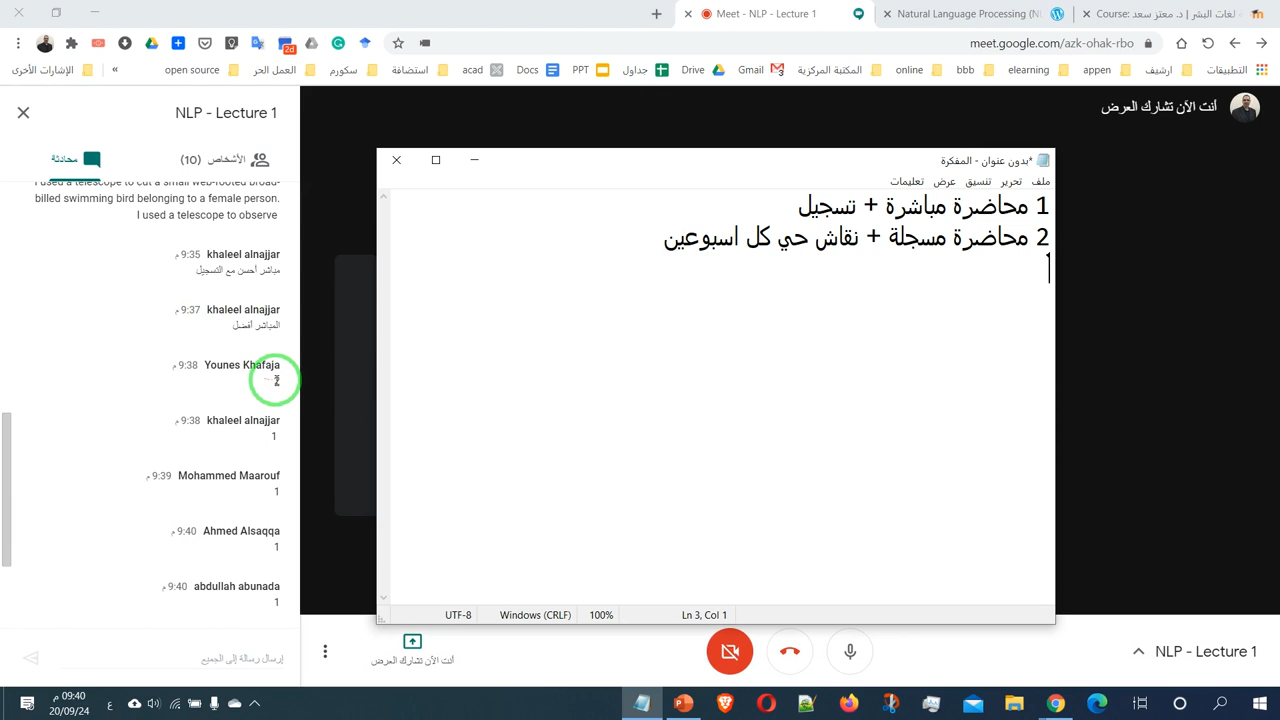 Meet - NLP - Lecture 1
Natural Language Processing (NL
Course: د. معتز سعد | لغات البشر
meet.google.com/azk-ohak-rbo
2d
التطبيقات
ارشيف
appen
elearning
bbb
online
المكتبة المركزية
Gmail
Drive
جداول
PPT
Docs
acad
استضافة
سكورم
العمل الحر
open source
»
الإشارات الأخرى
أنت الآن تشارك العرض
NLP - Lecture 1
الأشخاص (10)
محادثة
I used a telescope to cut a small web-rooted broad-
billed swimming bird belonging to a female person.
I used a telescope to observe
khaleel alnajjar 9:35 م
مباشر أحسن مع التسجيل
khaleel alnajjar 9:37 م
المباشر أفضل
Younes Khafaja 9:38 م
2
khaleel alnajjar 9:38 م
1
Mohammed Maarouf 9:39 م
1
Ahmed Alsaqqa 9:40 م
1
abdullah abunada 9:40 م
1
إرسال رسالة إلى الجميع
*بدون عنوان - المفكرة
ملف تحرير تنسيق عرض تعليمات
1 محاضرة مباشرة + تسجيل
2 محاضرة مسجلة + نقاش حي كل اسبوعين
UTF-8
Windows (CRLF)
100%
Ln 3, Col 1
أنت الآن تشارك العرض
NLP - Lecture 1
09:40 م
20/09/24
ع